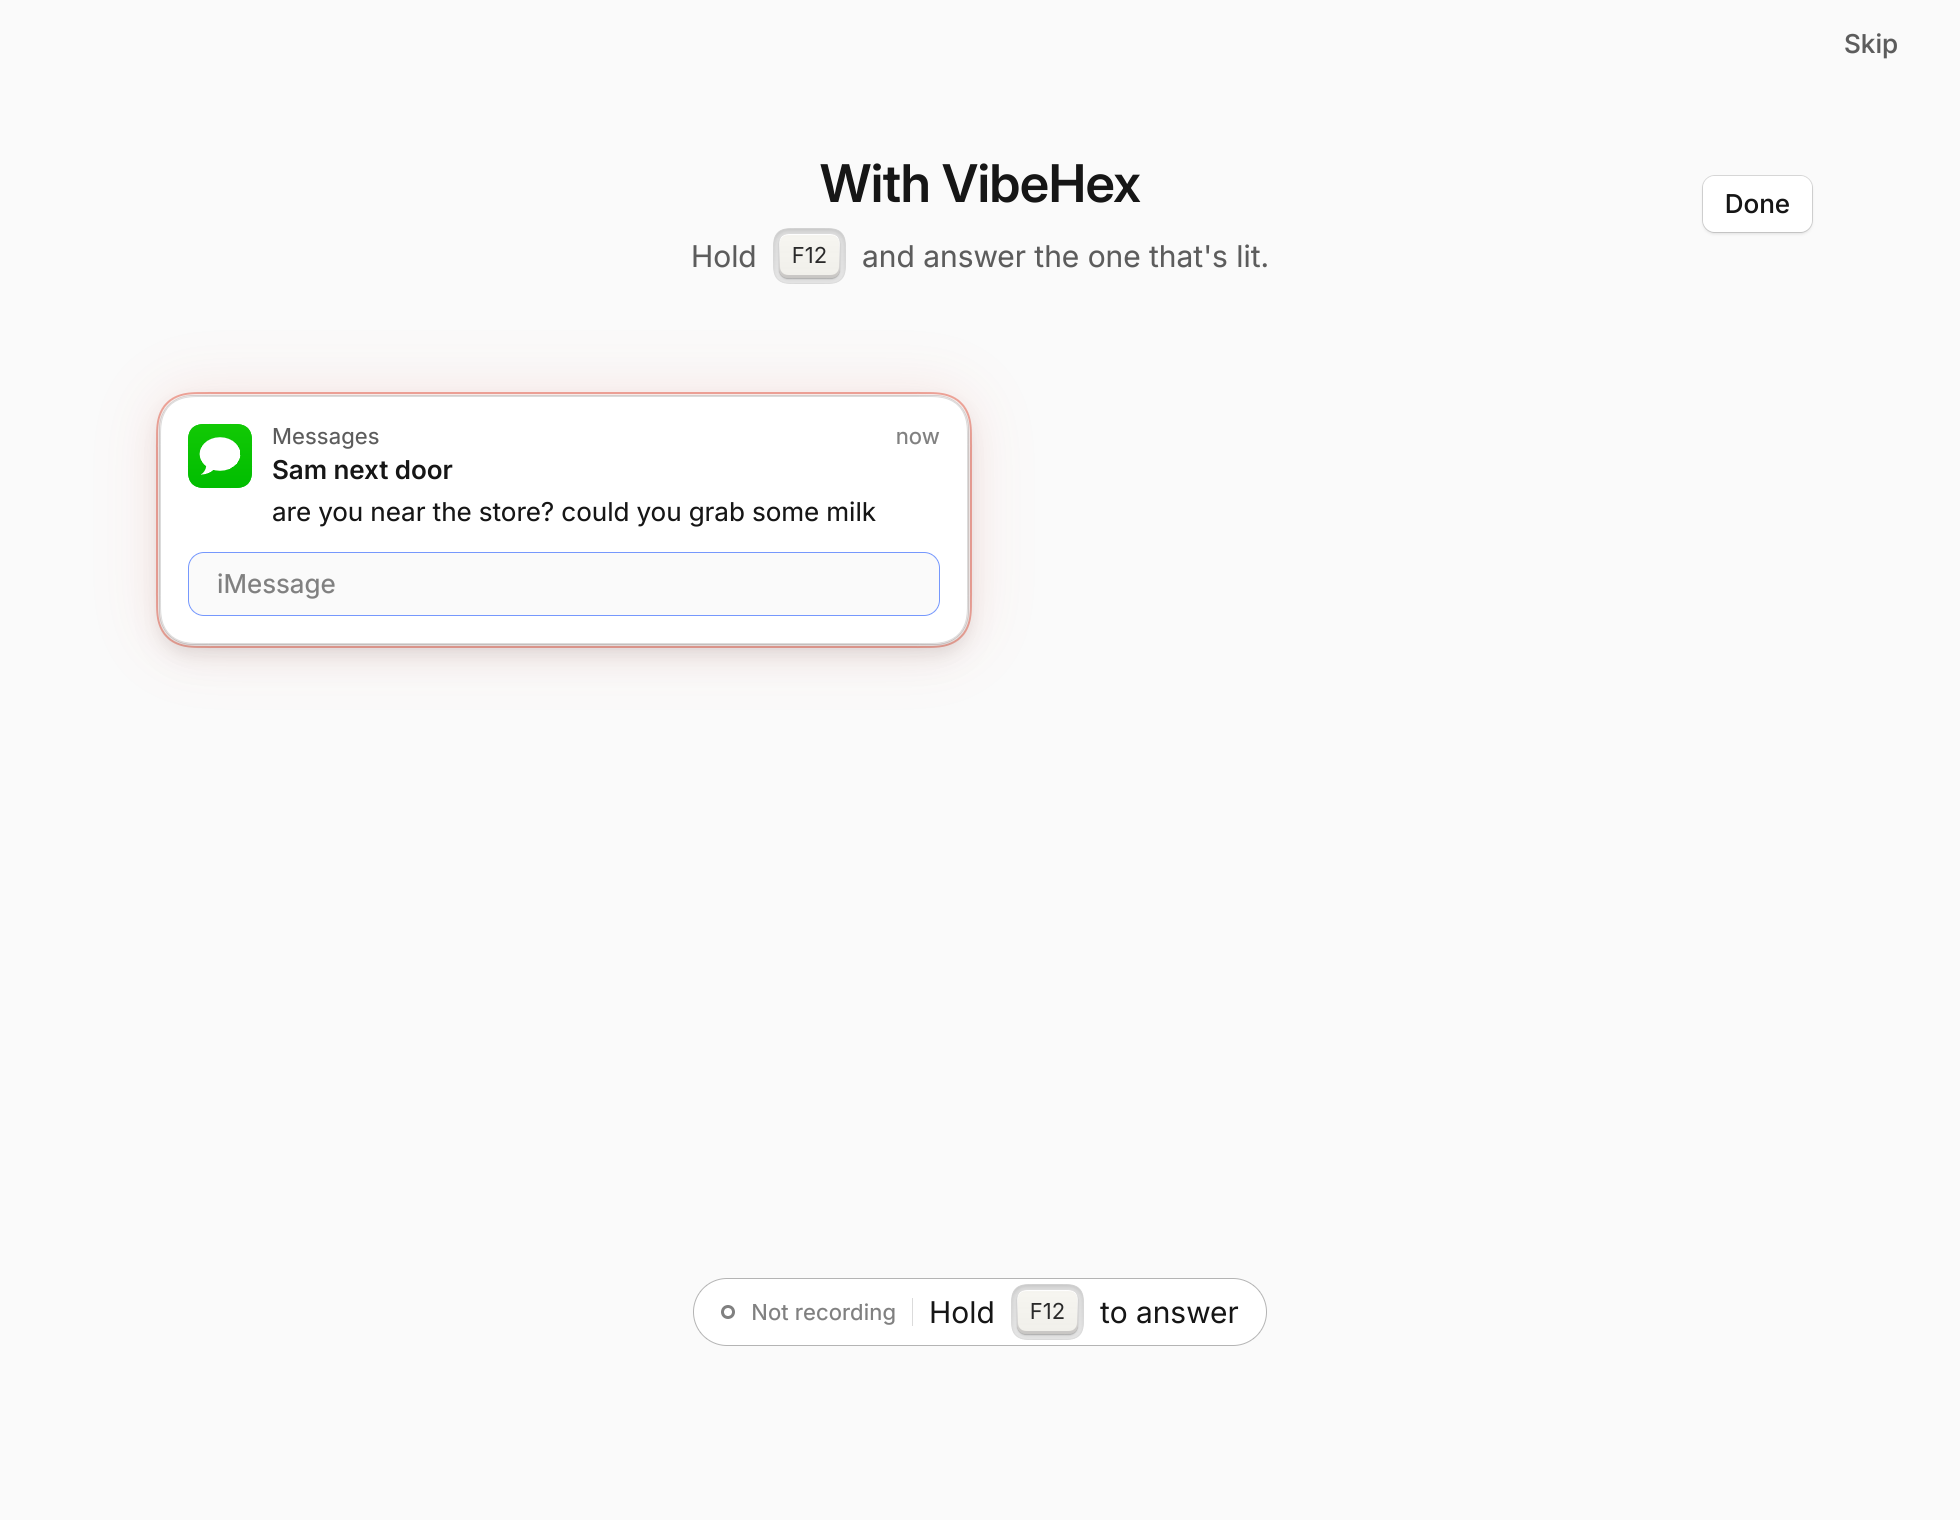 Skip
With VibeHex
Done
Hold F12 and answer the one that's lit.
Messages now
Sam next door
are you near the store? could you grab some milk
iMessage
Not recording Hold F12 to answer